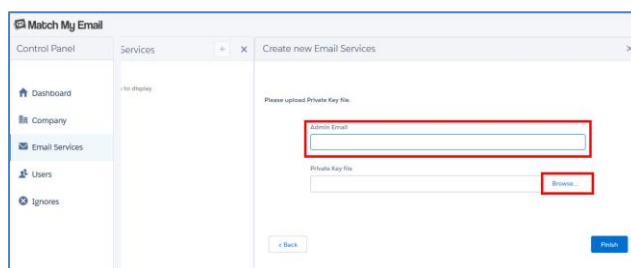 Match My Email
Control Panel
Services
+
×
Create new Email Services
×
Dashboard
to display
Company
Email Services
Users
Ignores
Please upload Private Key file.
Admin Email
Private Key file
Browse...
< Back
Finish